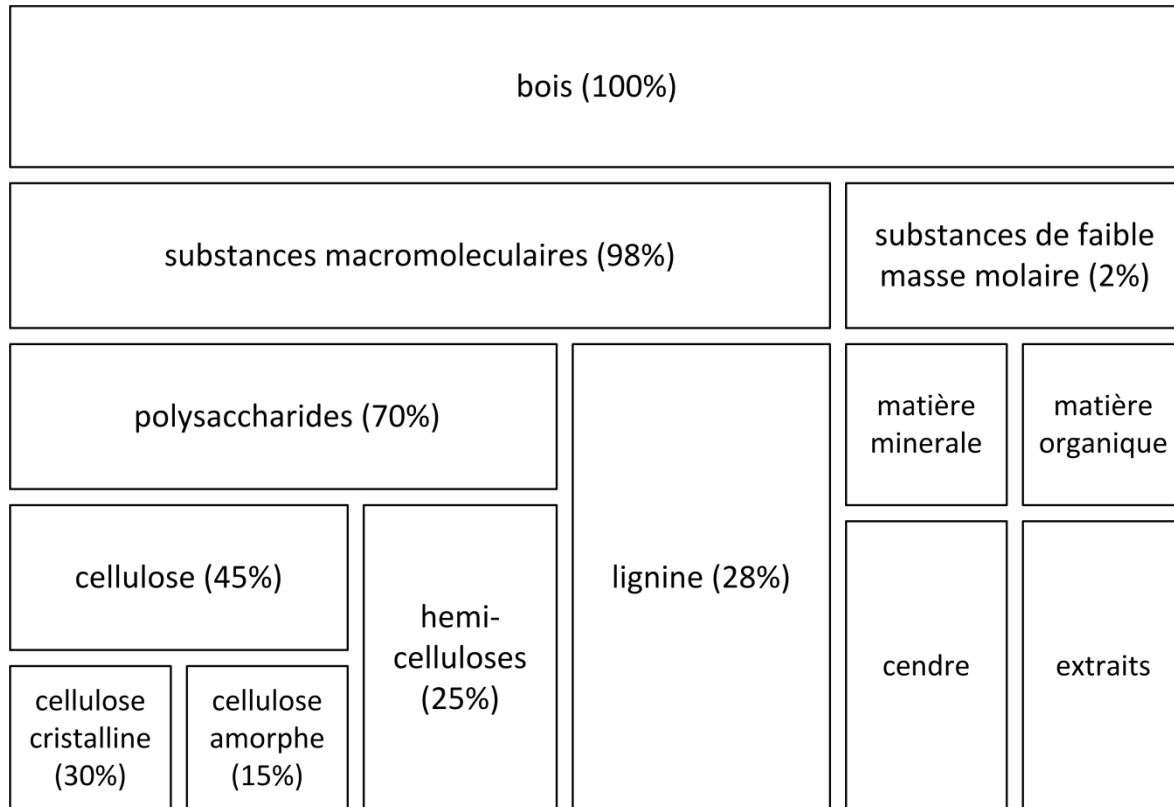 bois (100%)
substances macromoleculaires (98%)
substances de faible
masse molaire (2%)
polysaccharides (70%)
lignine (28%)
matière
minerale
matière
organique
cellulose (45%)
hemi-
celluloses
(25%)
cendre
extraits
cellulose
cristalline
(30%)
cellulose
amorphe
(15%)